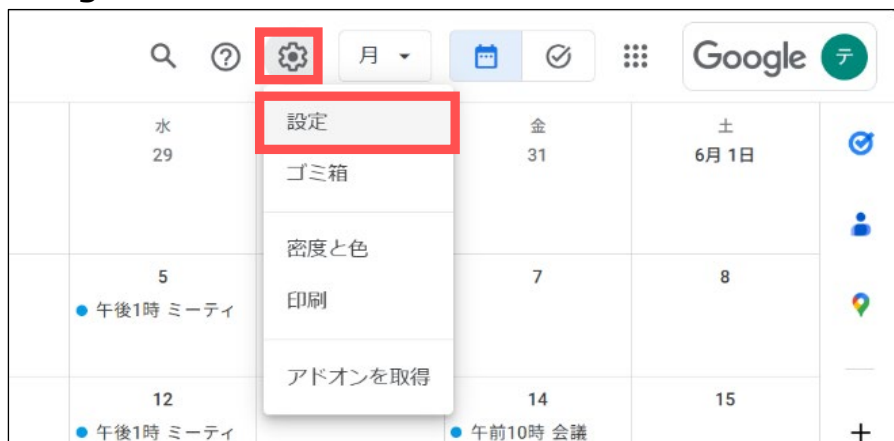 g
月
Google
テ
水
29
設定
金
31
土
6月 1日
ゴミ箱
密度と色
5
7
8
午後1時 ミーティ
印刷
アドオンを取得
12
14
15
午後1時 ミーティ
午前10時 会議